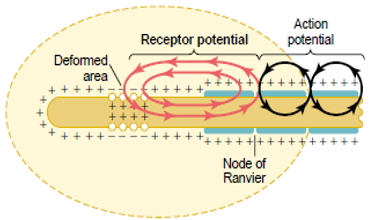 Receptor potential
Action
potential
Deformed
area
Node of
Ranvier